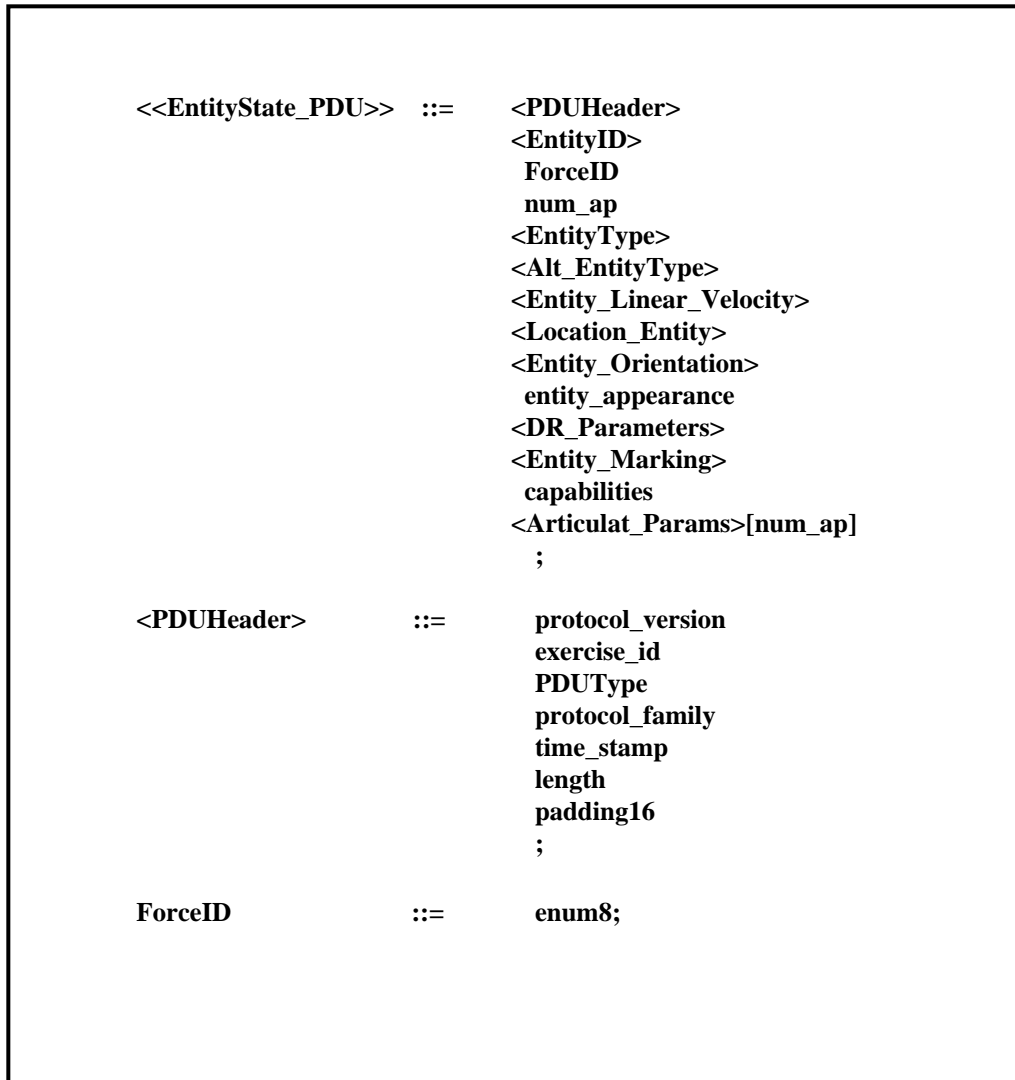 <<EntityState_PDU>> ::= <PDUHeader>
<EntityID>
ForceID
num_ap
<EntityType>
<Alt_EntityType>
<Entity_Linear_Velocity>
<Location_Entity>
<Entity_Orientation>
entity_appearance
<DR_Parameters>
<Entity_Marking>
capabilities
<Articulat_Params>[num_ap]
;
<PDUHeader> ::= protocol_version
exercise_id
PDUType
protocol_family
time_stamp
length
padding16
;
ForceID ::= enum8;